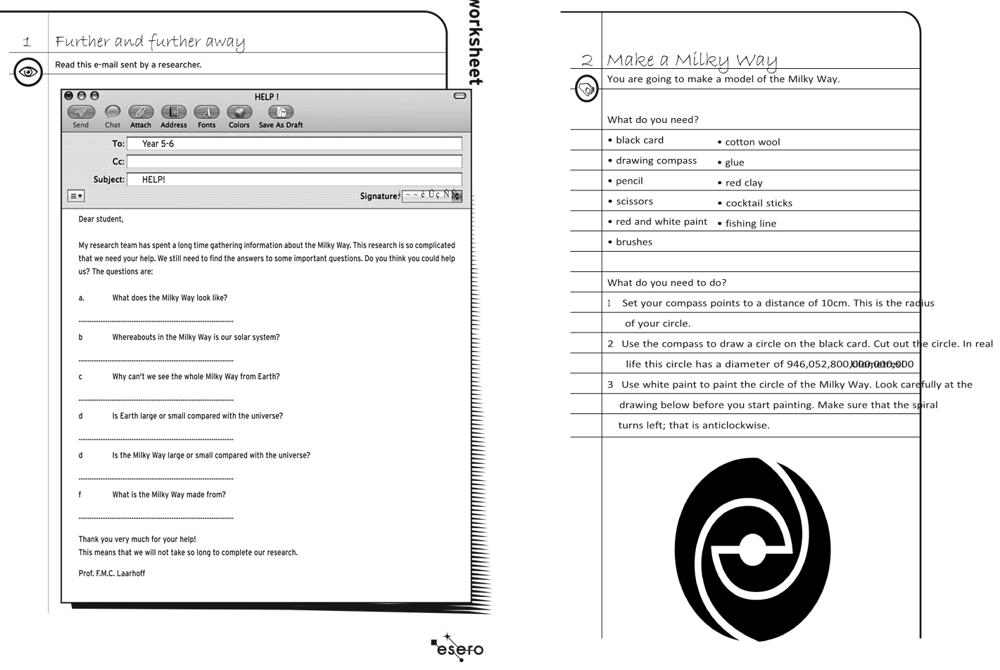 worksheet
1 Further and further away
Read this e-mail sent by a researcher.
HELP !
Send Chat Attach Address Fonts Colors Save As Draft
To: Year 5-6
Cc:
Subject: HELP!
Signature: ~ ~ ê Ü ç Ñ Ñ
Dear student,
My research team has spent a long time gathering information about the Milky Way. This research is so complicated
that we need your help. We still need to find the answers to some important questions. Do you think you could help
us? The questions are:
a. What does the Milky Way look like?
b Whereabouts in the Milky Way is our solar system?
c Why can't we see the whole Milky Way from Earth?
d Is Earth large or small compared with the universe?
d Is the Milky Way large or small compared with the universe?
f What is the Milky Way made from?
Thank you very much for your help!
This means that we will not take so long to complete our research.
Prof. F.M.C. Laarhoff
esero
2 Make a Milky Way
You are going to make a model of the Milky Way.
What do you need?
• black card • cotton wool
• drawing compass • glue
• pencil • red clay
• scissors • cocktail sticks
• red and white paint • fishing line
• brushes
What do you need to do?
1 Set your compass points to a distance of 10cm. This is the radius
of your circle.
2 Use the compass to draw a circle on the black card. Cut out the circle. In real
life this circle has a diameter of 946,052,800,000,000,000
3 Use white paint to paint the circle of the Milky Way. Look carefully at the
drawing below before you start painting. Make sure that the spiral
turns left; that is anticlockwise.